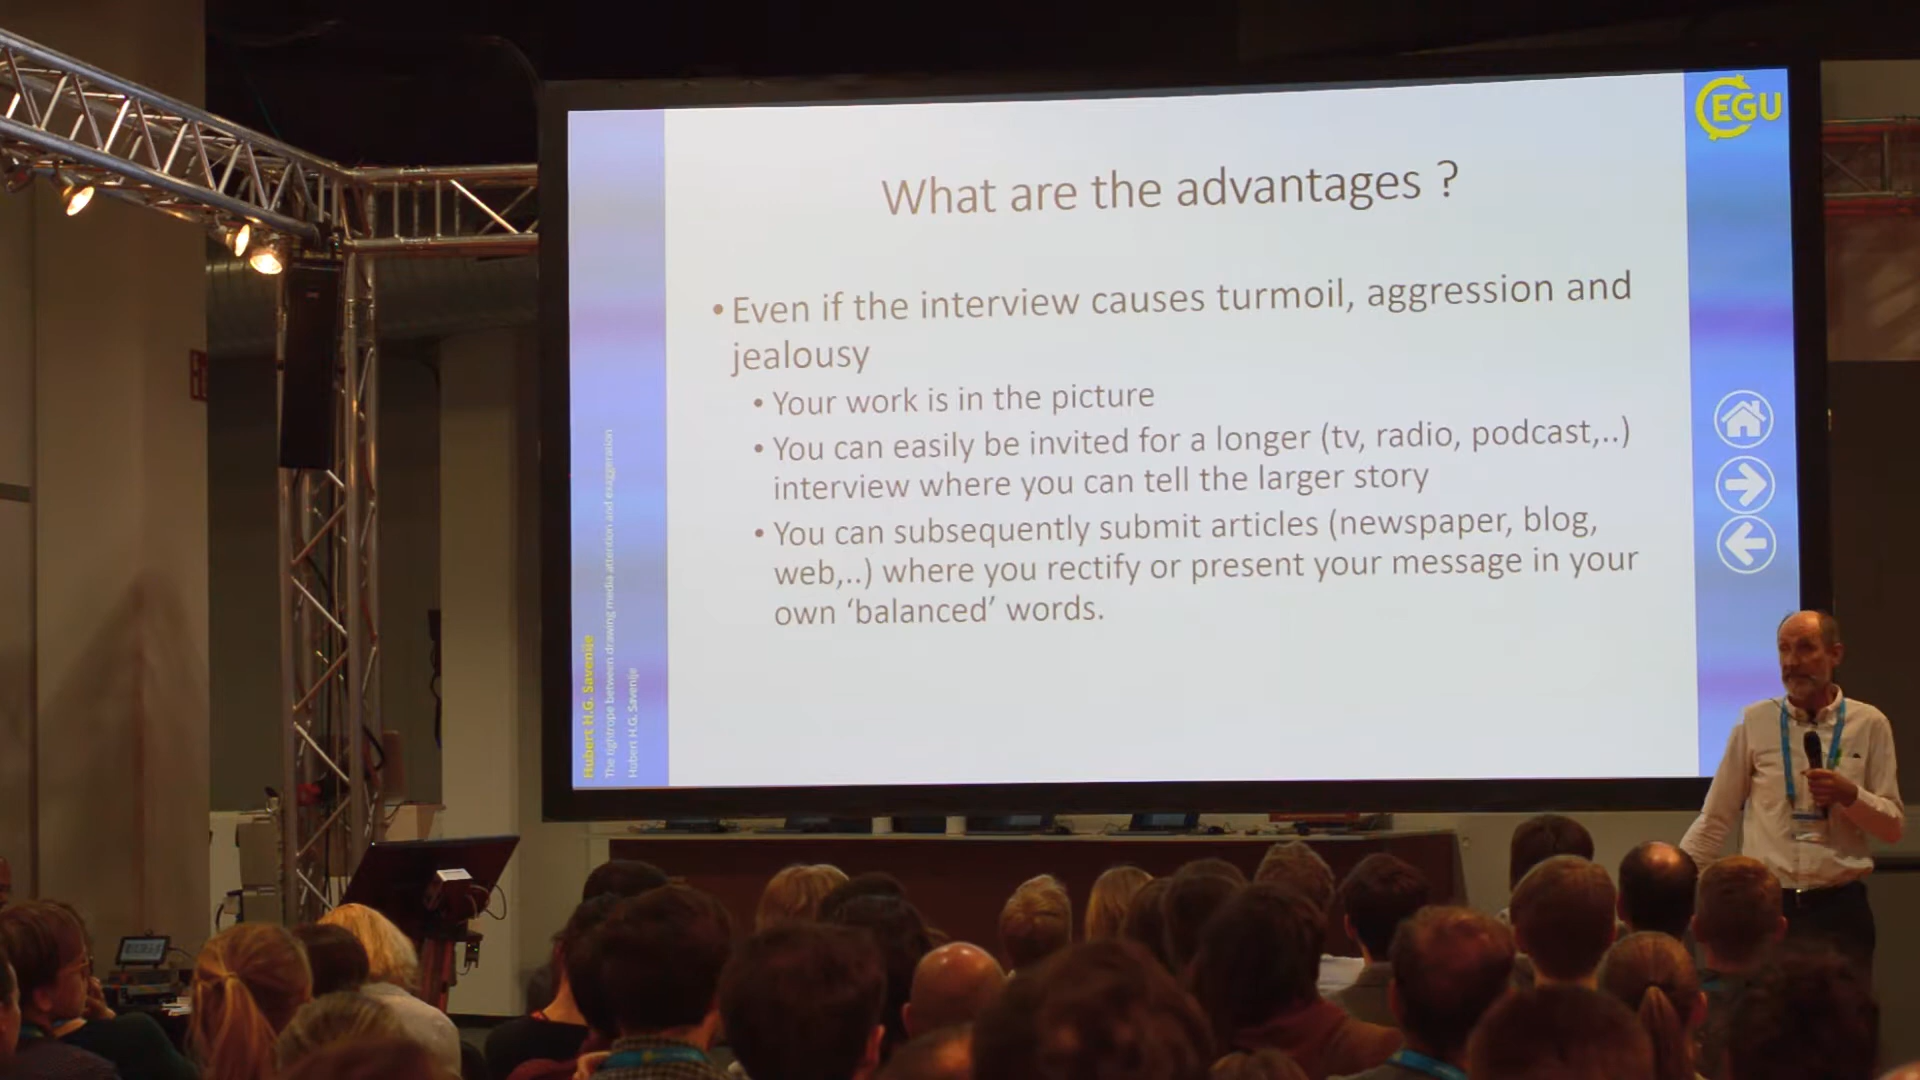 EGU
What are the advantages ?
• Even if the interview causes turmoil, aggression and
jealousy
• Your work is in the picture
• You can easily be invited for a longer (tv, radio, podcast,..)
interview where you can tell the larger story
• You can subsequently submit articles (newspaper, blog,
web,..) where you rectify or present your message in your
own ‘balanced’ words.
Hubert H.G. Savenije
The tightrope between drawing media attention and exaggeration
Hubert H.G. Savenije